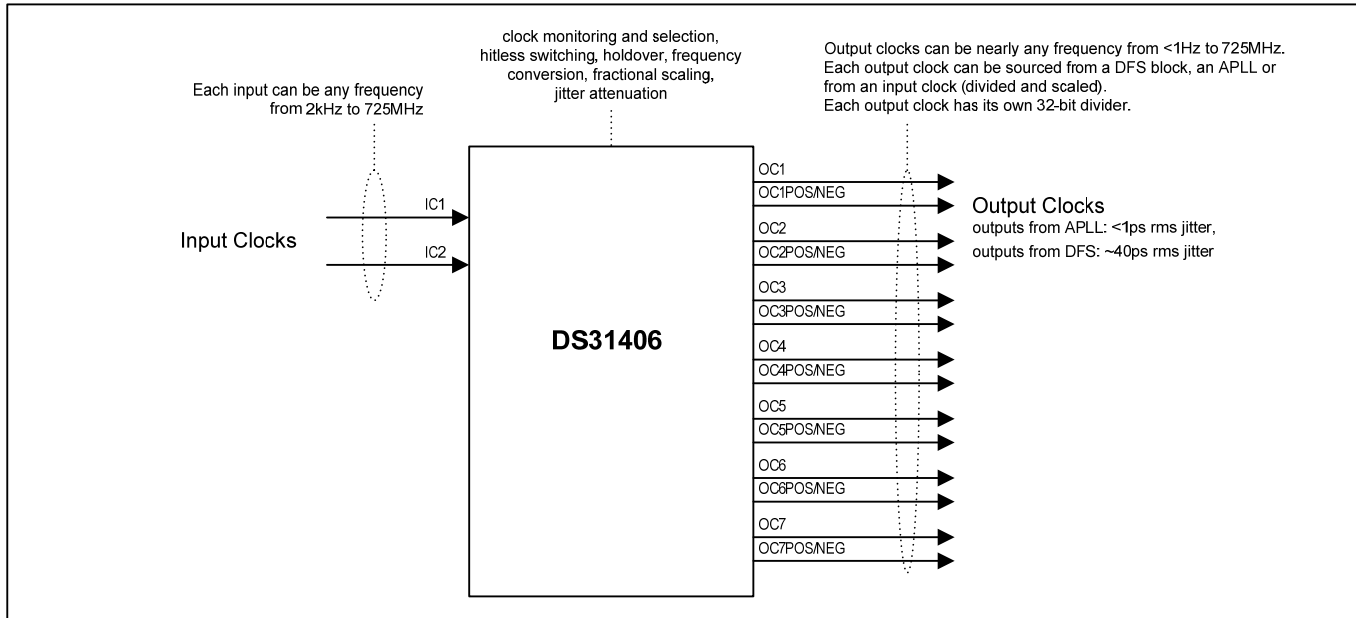 clock monitoring and selection,
hitless switching, holdover, frequency
conversion, fractional scaling,
jitter attenuation
Output clocks can be nearly any frequency from <1Hz to 725MHz.
Each output clock can be sourced from a DFS block, an APLL or
from an input clock (divided and scaled).
Each output clock has its own 32-bit divider.
Each input can be any frequency
from 2kHz to 725MHz
Input Clocks
IC1
IC2
DS31406
OC1
OC1POS/NEG
OC2
OC2POS/NEG
OC3
OC3POS/NEG
OC4
OC4POS/NEG
OC5
OC5POS/NEG
OC6
OC6POS/NEG
OC7
OC7POS/NEG
Output Clocks
outputs from APLL: <1ps rms jitter,
outputs from DFS: ~40ps rms jitter